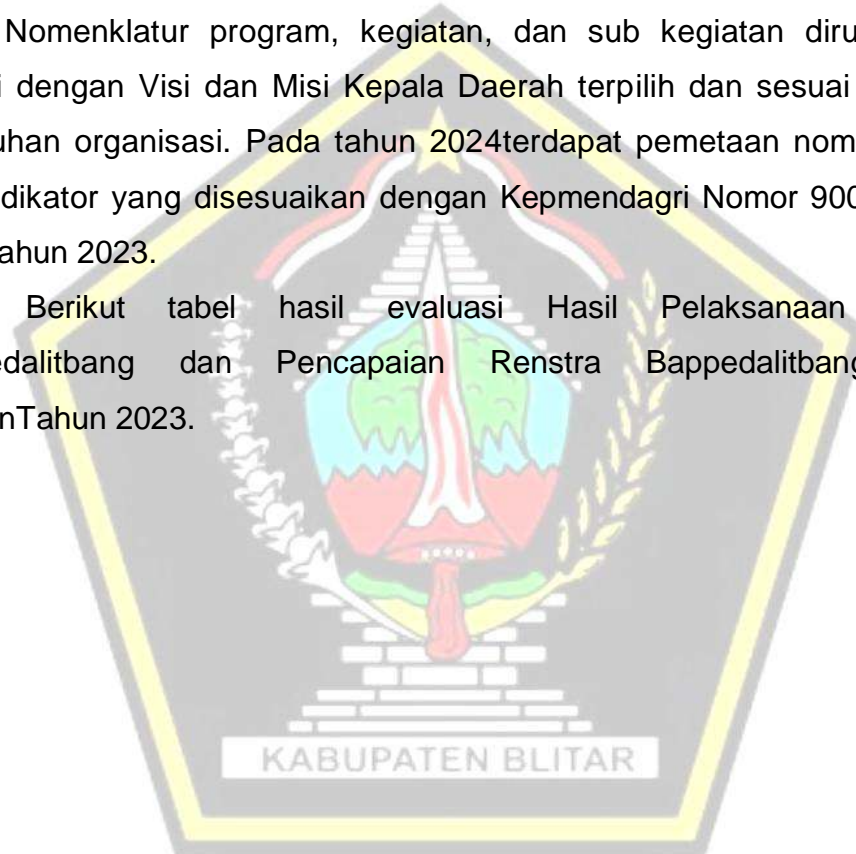 Nomenklatur program, kegiatan, dan sub kegiatan diru
i dengan Visi dan Misi Kepala Daerah terpilih dan sesuai
uhan organisasi. Pada tahun 2024terdapat pemetaan nom
dikator yang disesuaikan dengan Kepmendagri Nomor 900
ahun 2023.
Berikut tabel hasil evaluasi Hasil Pelaksanaan
edalitbang dan Pencapaian Renstra Bappedalitbang
nTahun 2023.
KABUPATEN BLITAR